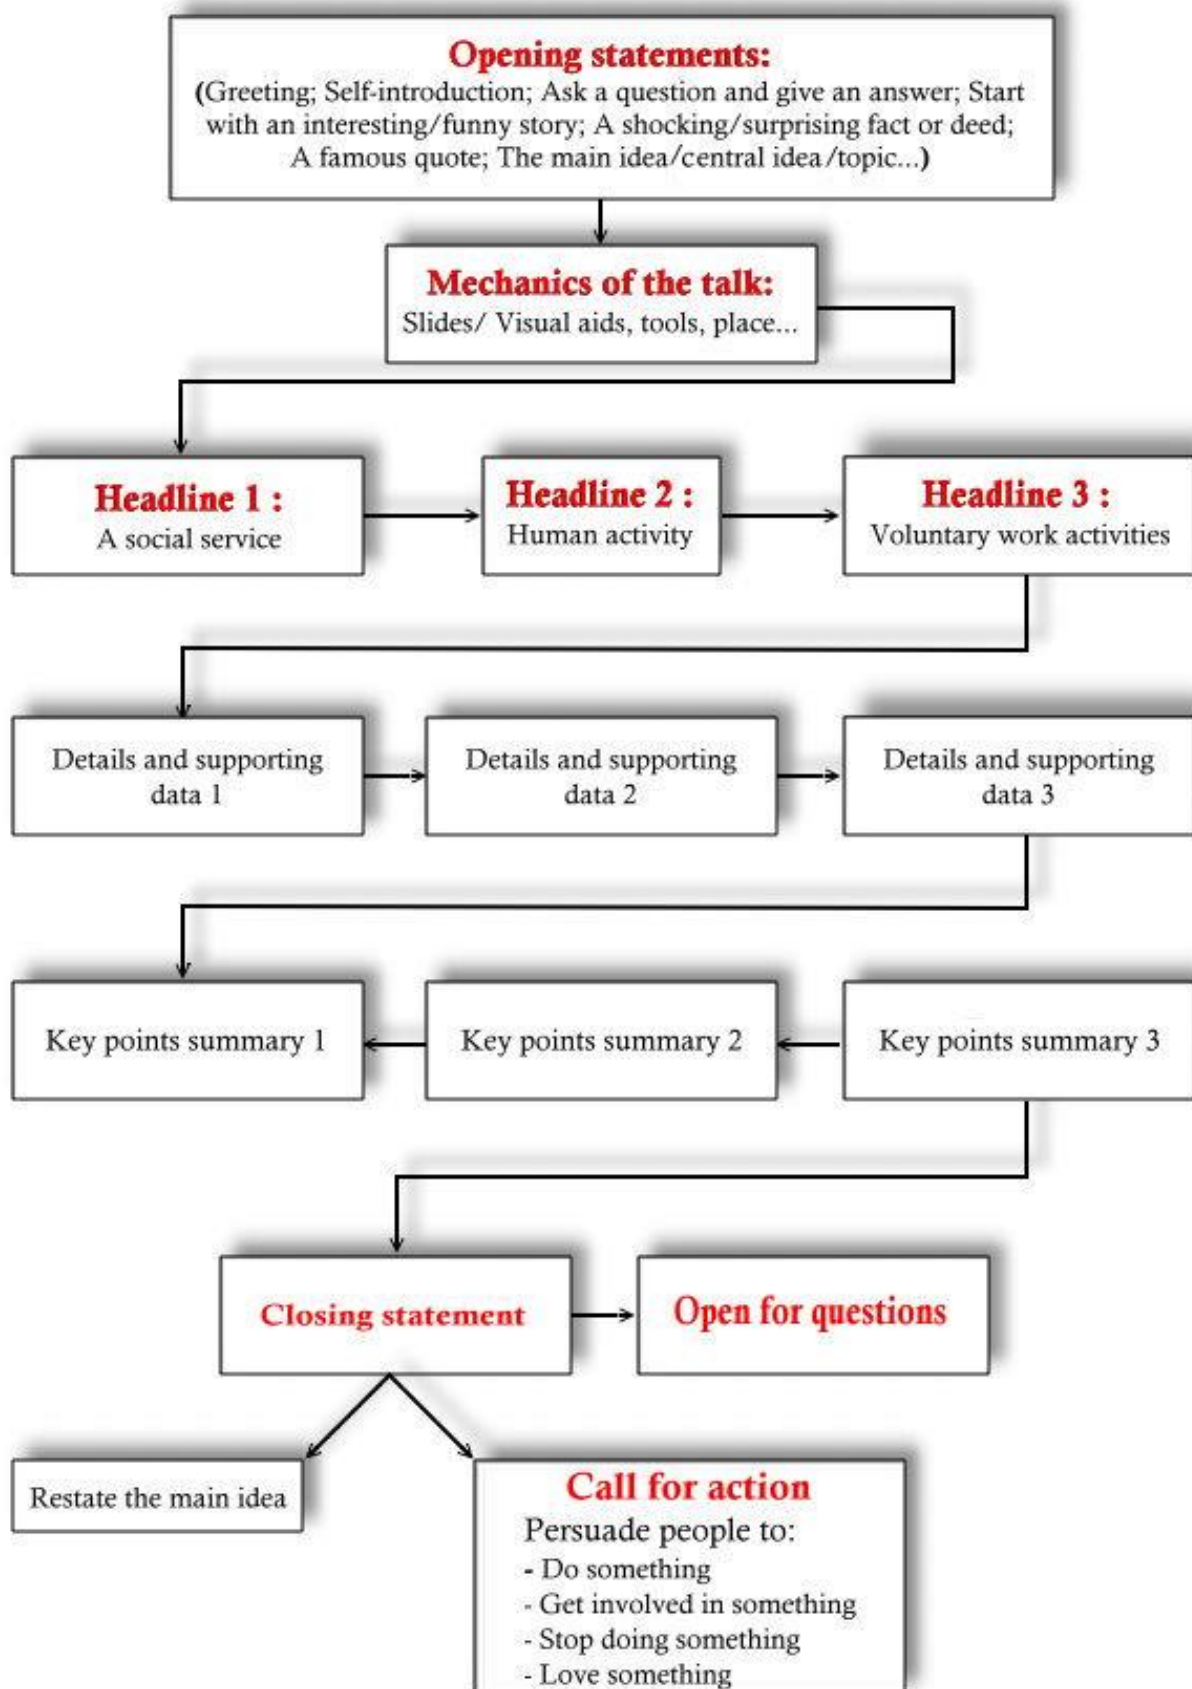 Opening statements:
(Greeting; Self-introduction; Ask a question and give an answer; Start
with an interesting/funny story; A shocking/surprising fact or deed;
A famous quote; The main idea/central idea/topic...)
Mechanics of the talk:
Slides/ Visual aids, tools, place...
Headline 1 :
A social service
Headline 2 :
Human activity
Headline 3 :
Voluntary work activities
Details and supporting
data 1
Details and supporting
data 2
Details and supporting
data 3
Key points summary 1
Key points summary 2
Key points summary 3
Closing statement
Open for questions
Restate the main idea
Call for action
Persuade people to:
- Do something
- Get involved in something
- Stop doing something
- Love something